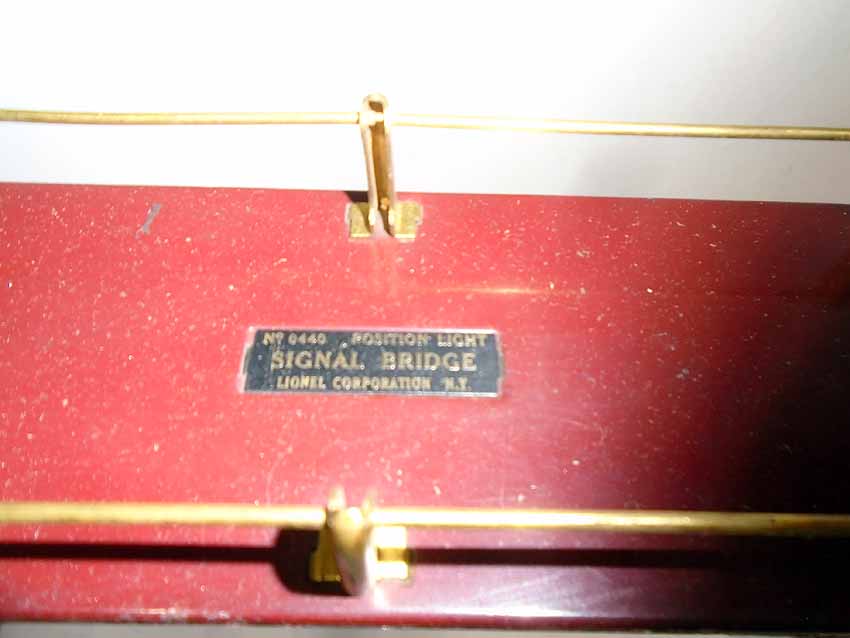 Nº 0440 POSITION LIGHT
SIGNAL BRIDGE
LIONEL CORPORATION N.Y.